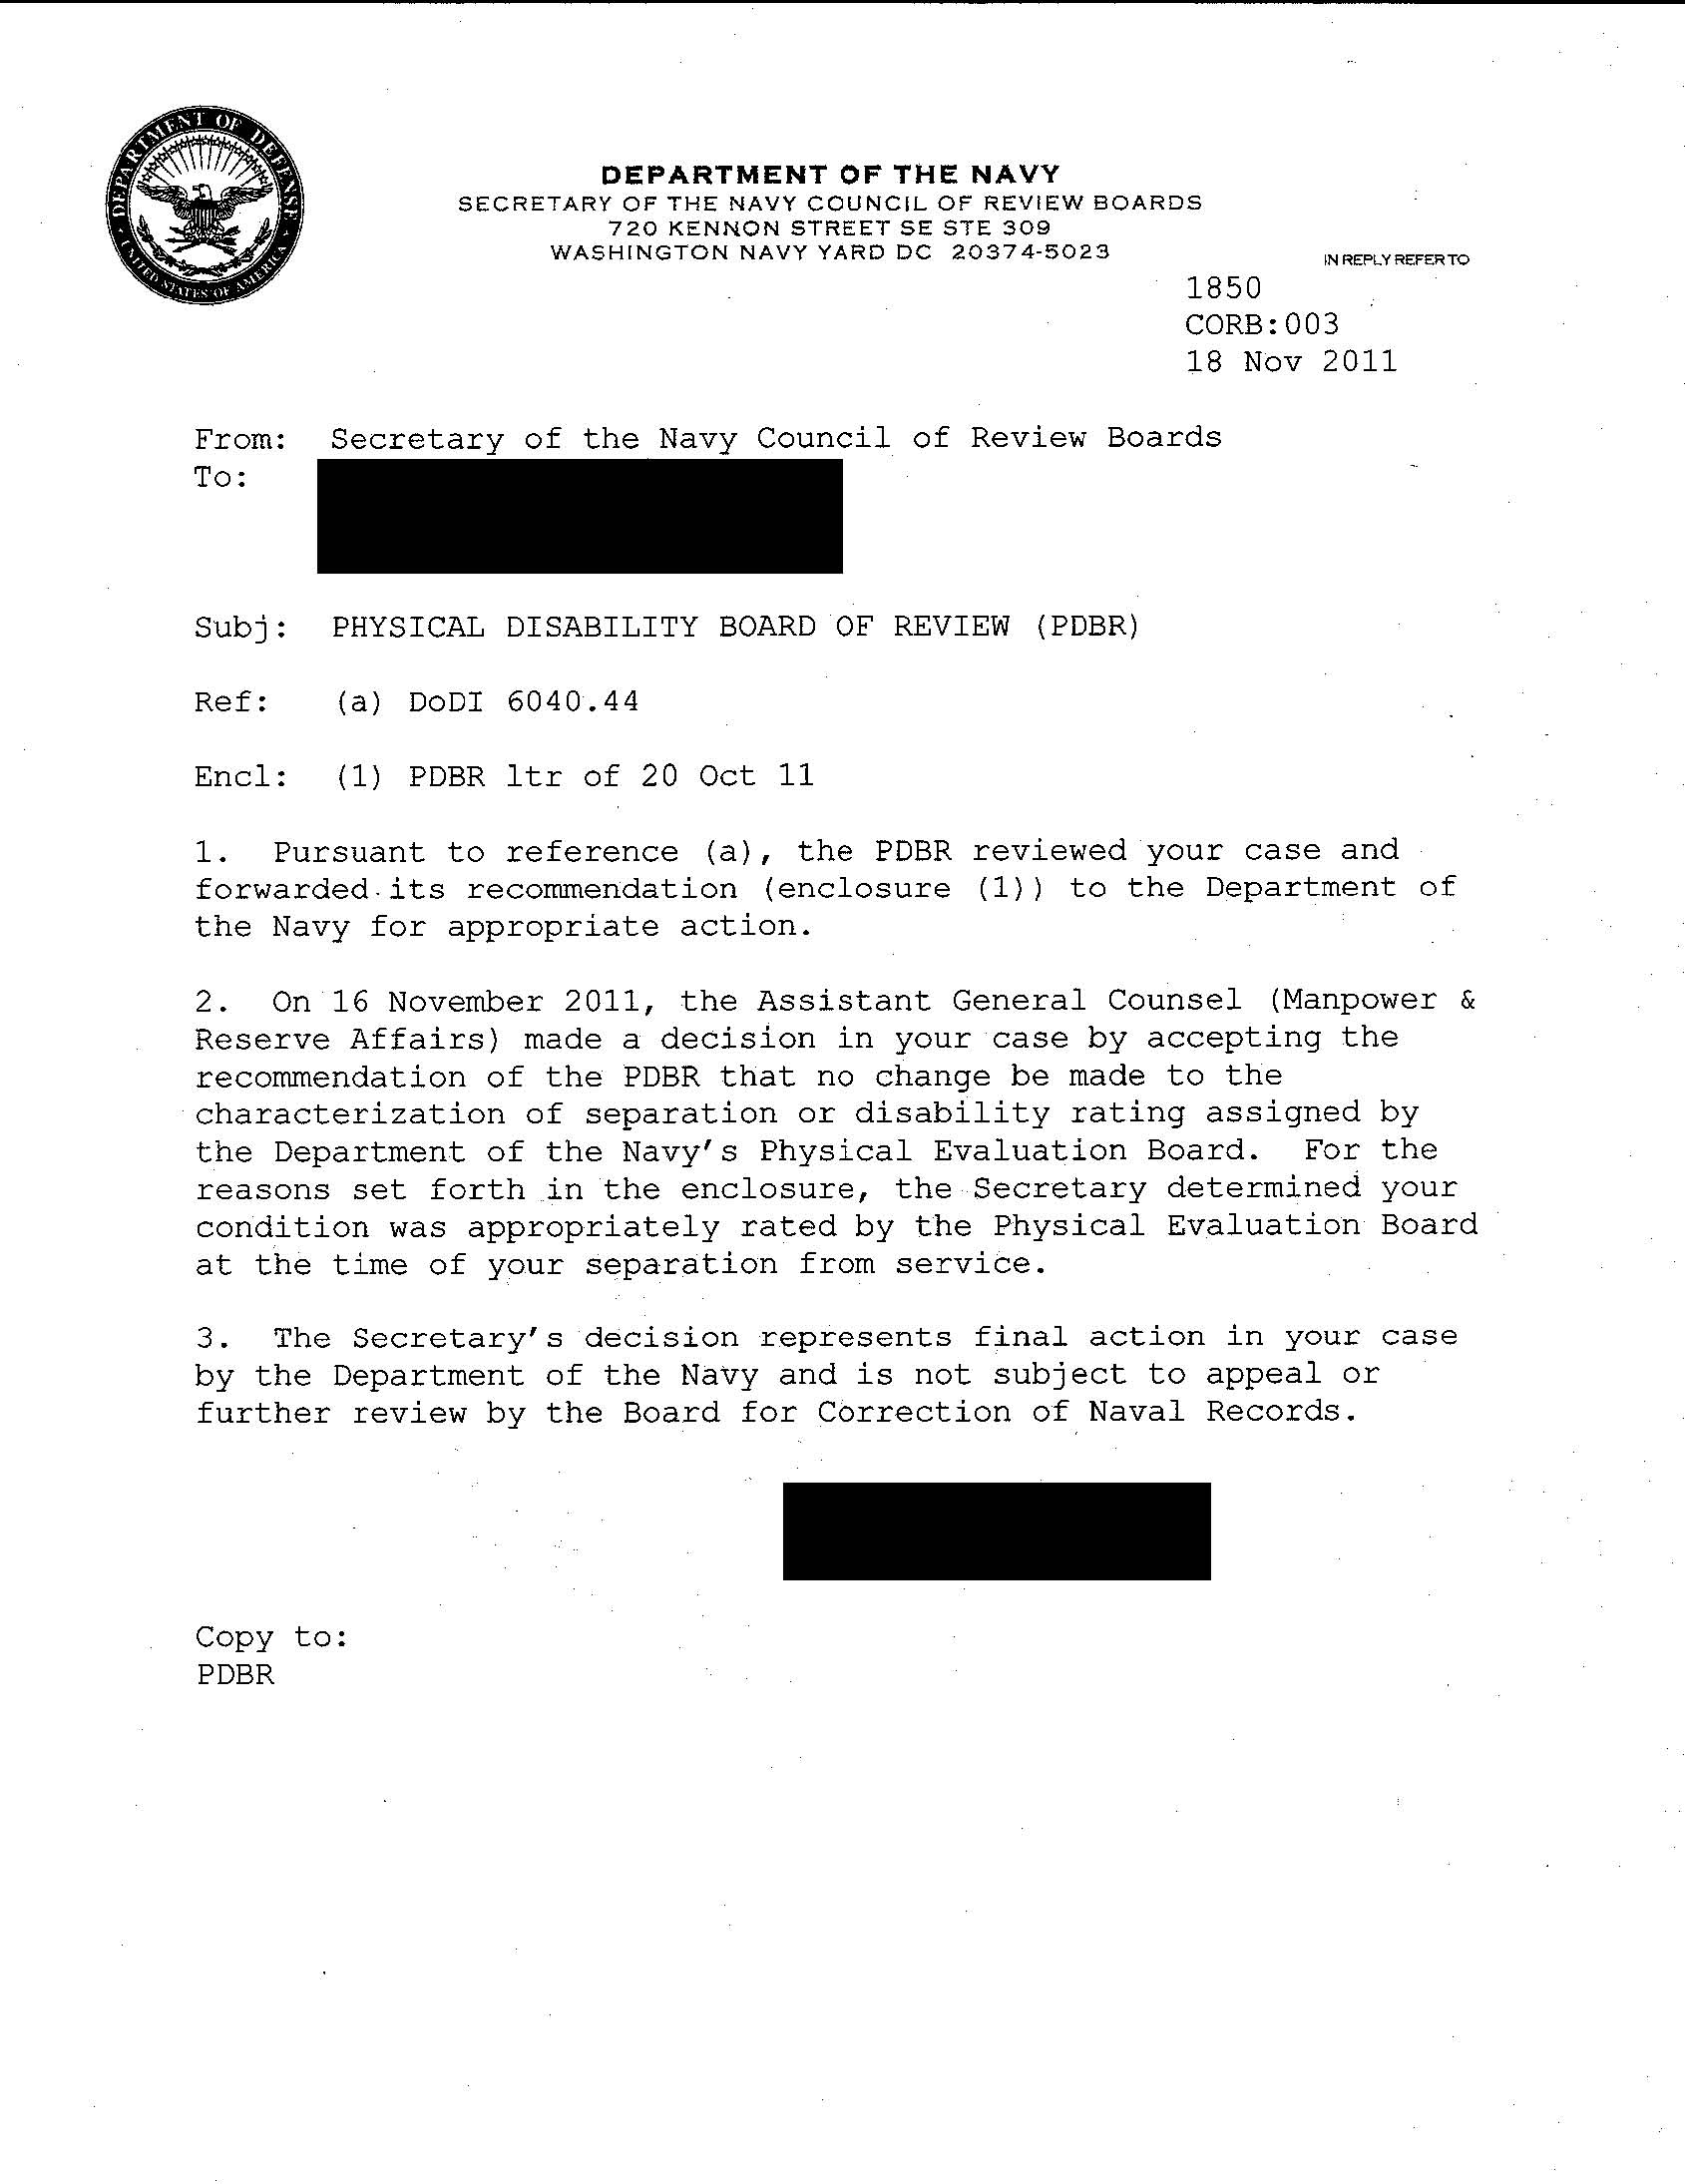 DEPARTMENT OF DEFENSE
UNITED STATES OF AMERICA
DEPARTMENT OF THE NAVY
SECRETARY OF THE NAVY COUNCIL OF REVIEW BOARDS
720 KENNON STREET SE STE 309
WASHINGTON NAVY YARD DC 20374-5023
IN REPLY REFER TO
1850
CORB:003
18 Nov 2011
From: Secretary of the Navy Council of Review Boards
To:
Subj: PHYSICAL DISABILITY BOARD OF REVIEW (PDBR)
Ref: (a) DoDI 6040.44
Encl: (1) PDBR ltr of 20 Oct 11
1. Pursuant to reference (a), the PDBR reviewed your case and
forwarded its recommendation (enclosure (1)) to the Department of
the Navy for appropriate action.
2. On 16 November 2011, the Assistant General Counsel (Manpower &
Reserve Affairs) made a decision in your case by accepting the
recommendation of the PDBR that no change be made to the
characterization of separation or disability rating assigned by
the Department of the Navy's Physical Evaluation Board. For the
reasons set forth in the enclosure, the Secretary determined your
condition was appropriately rated by the Physical Evaluation Board
at the time of your separation from service.
3. The Secretary's decision represents final action in your case
by the Department of the Navy and is not subject to appeal or
further review by the Board for Correction of Naval Records.
Copy to:
PDBR